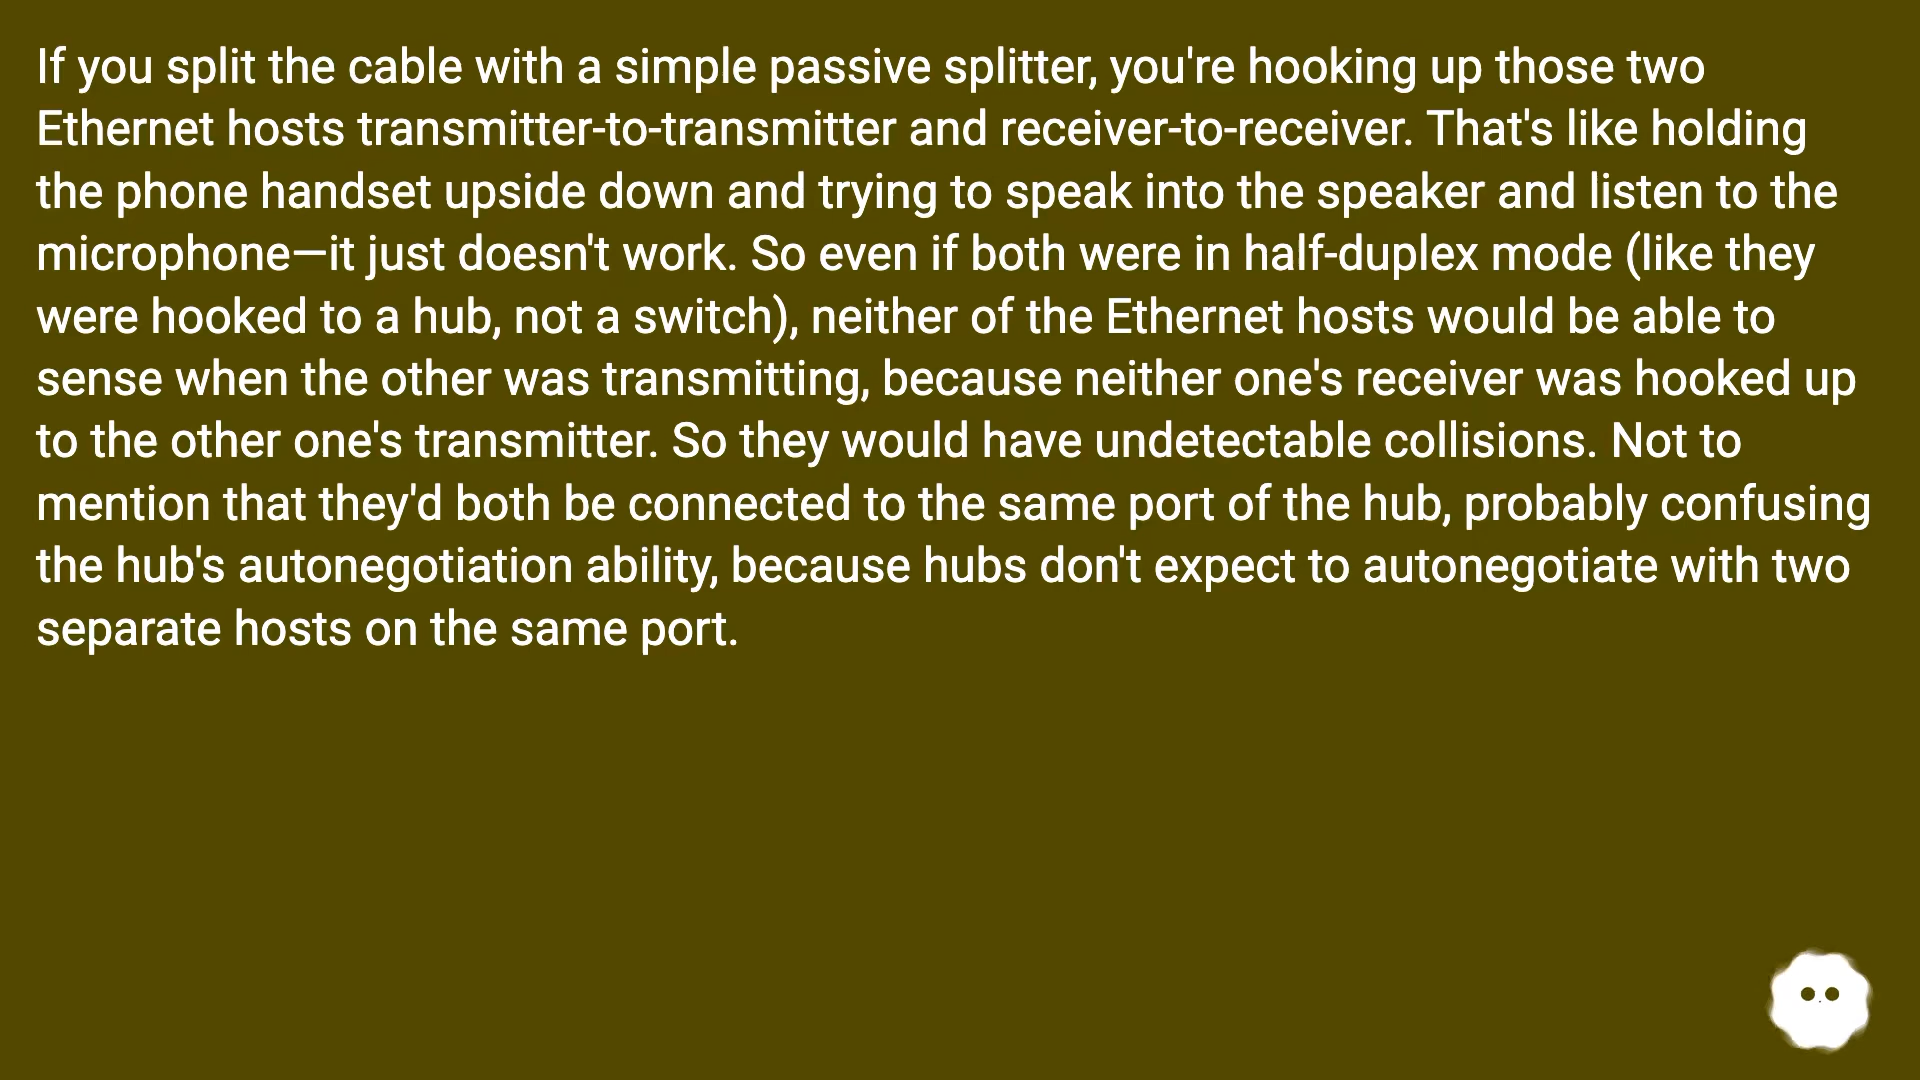 If you split the cable with a simple passive splitter, you're hooking up those two
Ethernet hosts transmitter-to-transmitter and receiver-to-receiver. That's like holding
the phone handset upside down and trying to speak into the speaker and listen to the
microphone—it just doesn't work. So even if both were in half-duplex mode (like they
were hooked to a hub, not a switch), neither of the Ethernet hosts would be able to
sense when the other was transmitting, because neither one's receiver was hooked up
to the other one's transmitter. So they would have undetectable collisions. Not to
mention that they'd both be connected to the same port of the hub, probably confusing
the hub's autonegotiation ability, because hubs don't expect to autonegotiate with two
separate hosts on the same port.